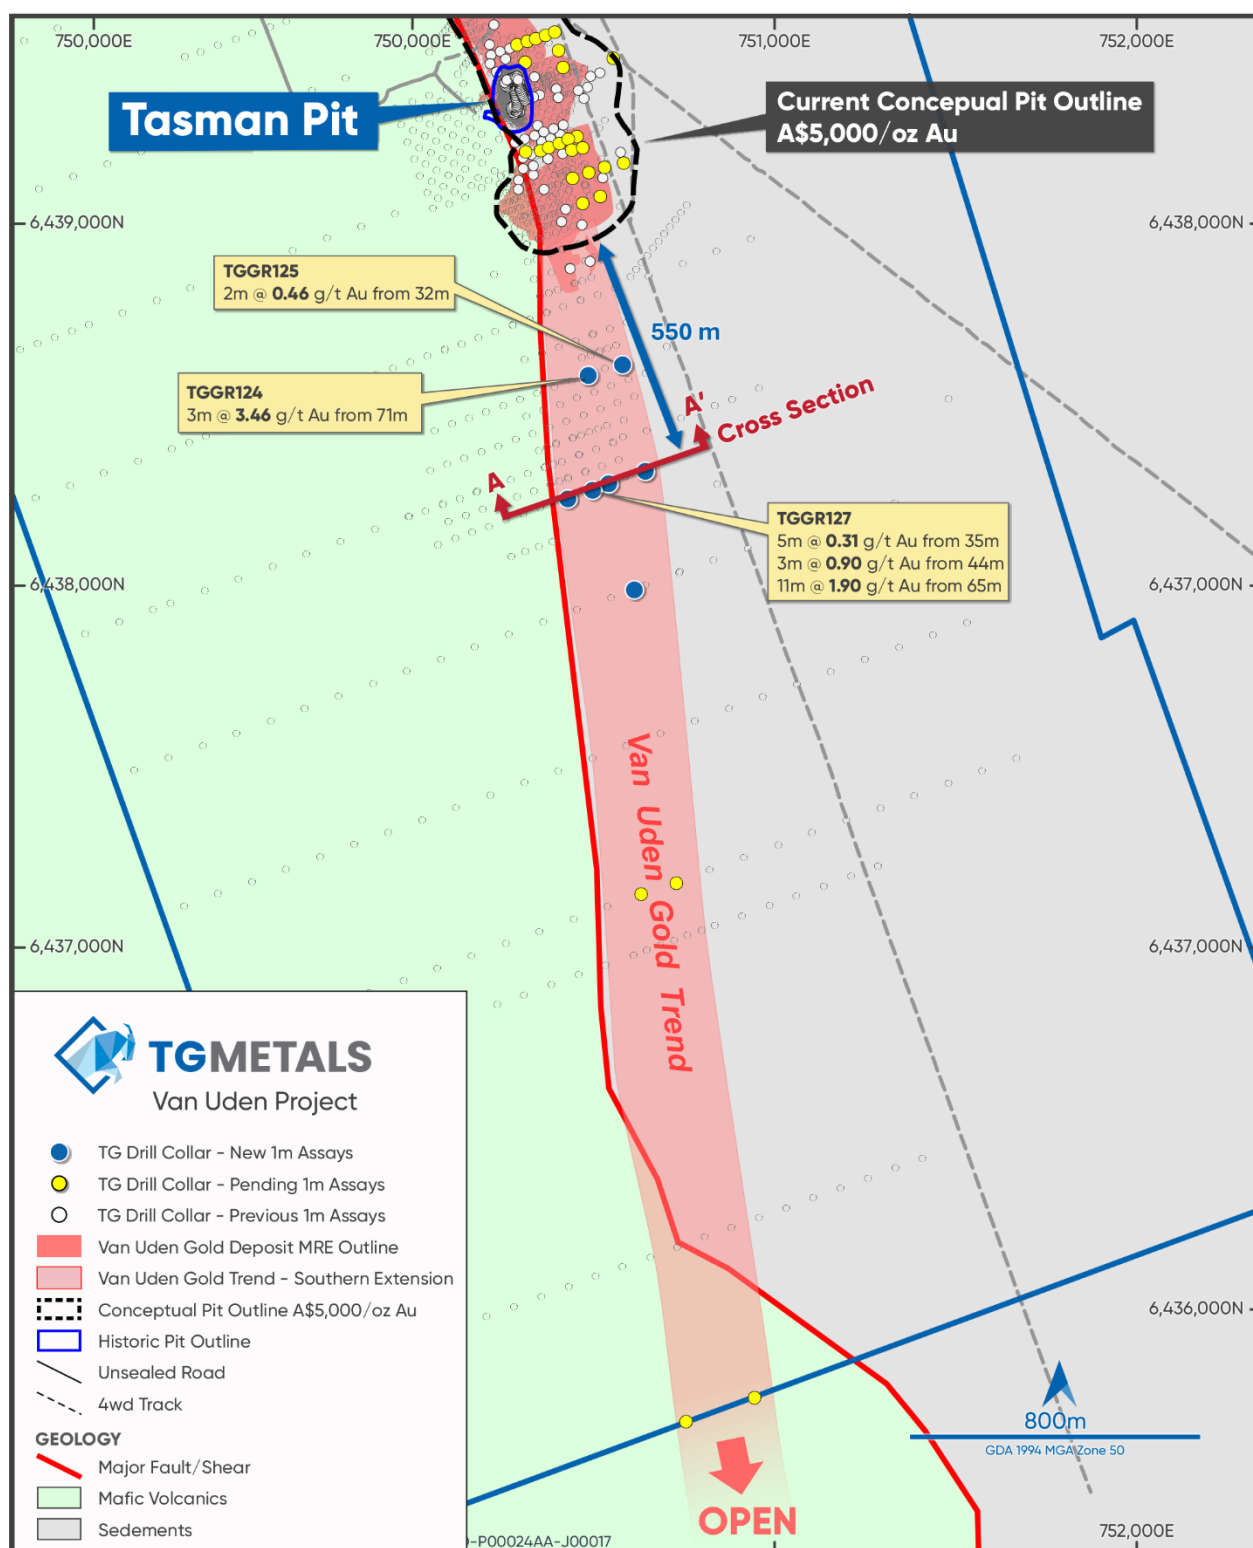 750,000E
750,000E
751,000E
752,000E
Tasman Pit
Current Concepual Pit Outline
A$5,000/oz Au
6,439,000N
6,438,000N
TGGR125
2m @ 0.46 g/t Au from 32m
550 m
TGGR124
3m @ 3.46 g/t Au from 71m
A'
Cross Section
A
TGGR127
5m @ 0.31 g/t Au from 35m
3m @ 0.90 g/t Au from 44m
11m @ 1.90 g/t Au from 65m
6,438,000N
6,437,000N
Van Uden Gold Trend
6,437,000N
6,437,000N
TGMETALS
Van Uden Project
TG Drill Collar - New 1m Assays
TG Drill Collar - Pending 1m Assays
TG Drill Collar - Previous 1m Assays
Van Uden Gold Deposit MRE Outline
Van Uden Gold Trend - Southern Extension
Conceptual Pit Outline A$5,000/oz Au
Historic Pit Outline
Unsealed Road
4wd Track
GEOLOGY
Major Fault/Shear
Mafic Volcanics
Sedements
6,436,000N
800m
GDA 1994 MGA Zone 50
OPEN
752,000E
-P00024AA-J00017